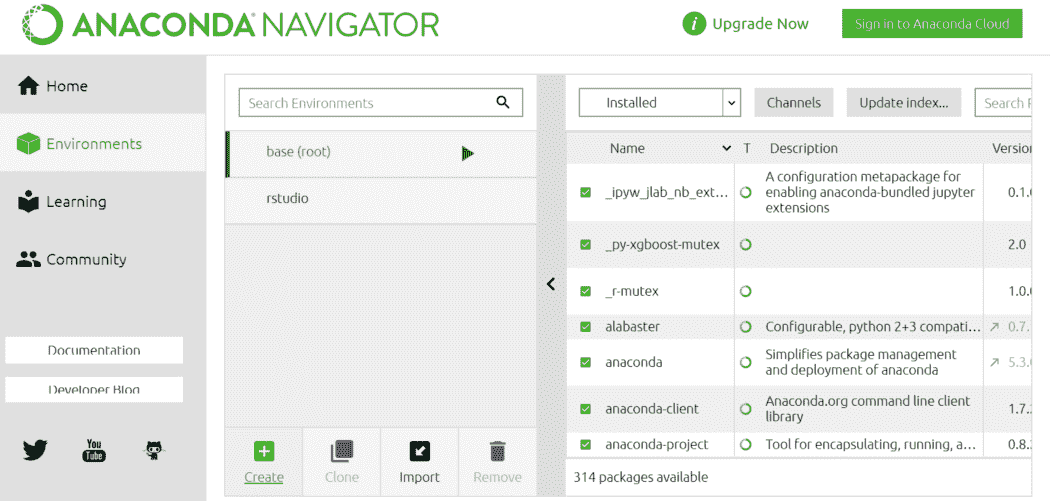 ANACONDA NAVIGATOR
Upgrade Now
Sign in to Anaconda Cloud
Home
Environments
Learning
Community
Documentation
Developer Blog
You
Tube
Search Environments
base (root)
rstudio
Create
Clone
Import
Remove
Installed
Channels
Update index...
Search
Name
T
Description
Version
_ipyw_jlab_nb_ext...
A configuration metapackage for
enabling anaconda-bundled jupyter
extensions
0.1.
_py-xgboost-mutex
2.0
_r-mutex
1.0.
alabaster
Configurable, python 2+3 compati...
0.7.
anaconda
Simplifies package management
and deployment of anaconda
5.3.
anaconda-client
Anaconda.org command line client
library
1.7.
anaconda-project
Tool for encapsulating, running, a...
0.8.
314 packages available